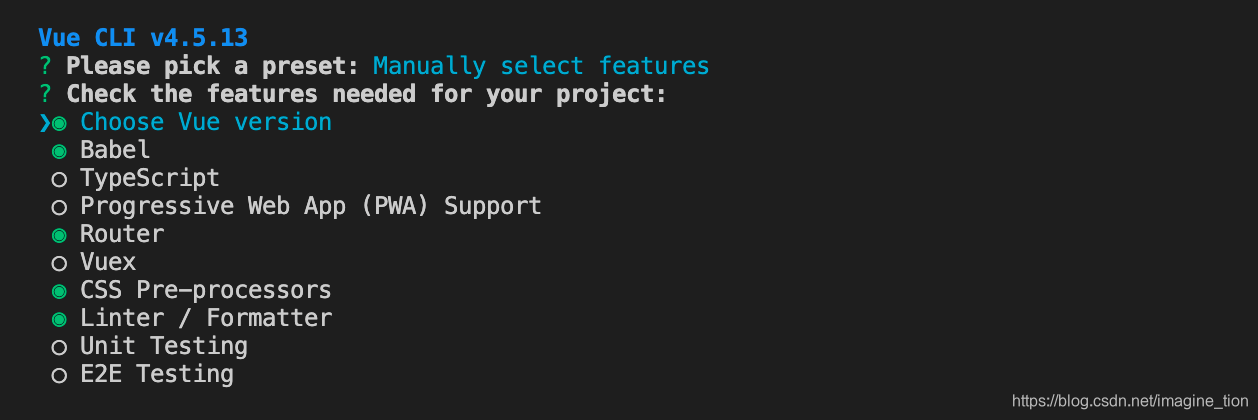 Vue CLI v4.5.13
? Please pick a preset: Manually select features
? Check the features needed for your project:
❯◉ Choose Vue version
◉ Babel
◯ TypeScript
◯ Progressive Web App (PWA) Support
◉ Router
◯ Vuex
◉ CSS Pre-processors
◉ Linter / Formatter
◯ Unit Testing
◯ E2E Testing
https://blog.csdn.net/imagine_tion